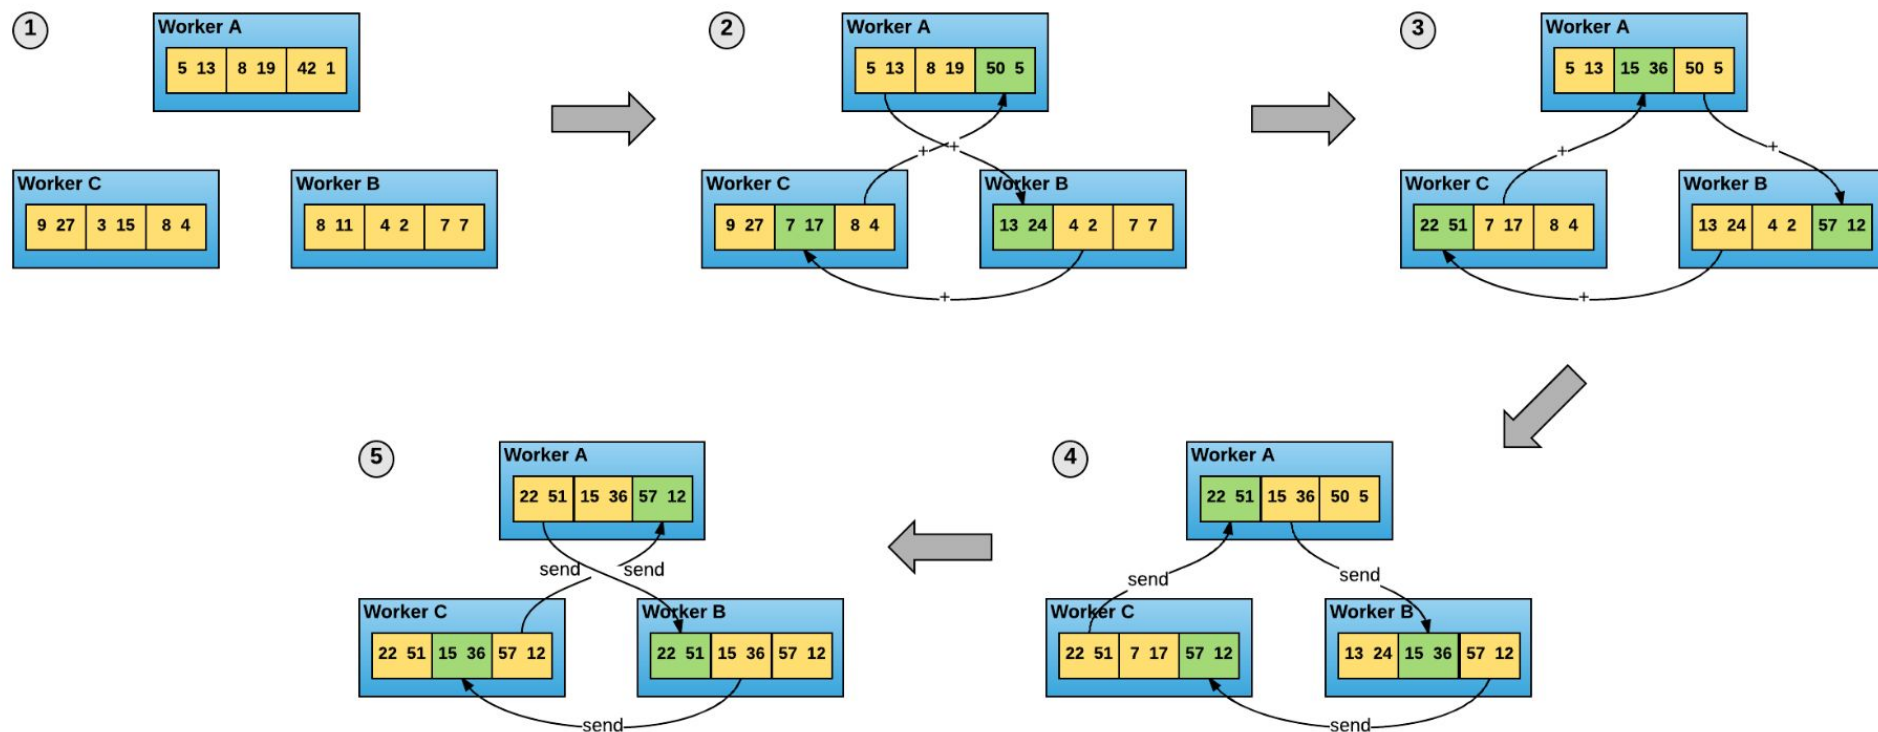 1
Worker A
5 13 8 19 42 1
Worker C
9 27 3 15 8 4
Worker B
8 11 4 2 7 7
2
Worker A
5 13 8 19 50 5
+ +
Worker C
9 27 7 17 8 4
Worker B
13 24 4 2 7 7
+
3
Worker A
5 13 15 36 50 5
+ +
Worker C
22 51 7 17 8 4
Worker B
13 24 4 2 57 12
+
4
Worker A
22 51 15 36 50 5
send send
Worker C
22 51 7 17 57 12
Worker B
13 24 15 36 57 12
send
5
Worker A
22 51 15 36 57 12
send send
Worker C
22 51 15 36 57 12
Worker B
22 51 15 36 57 12
send